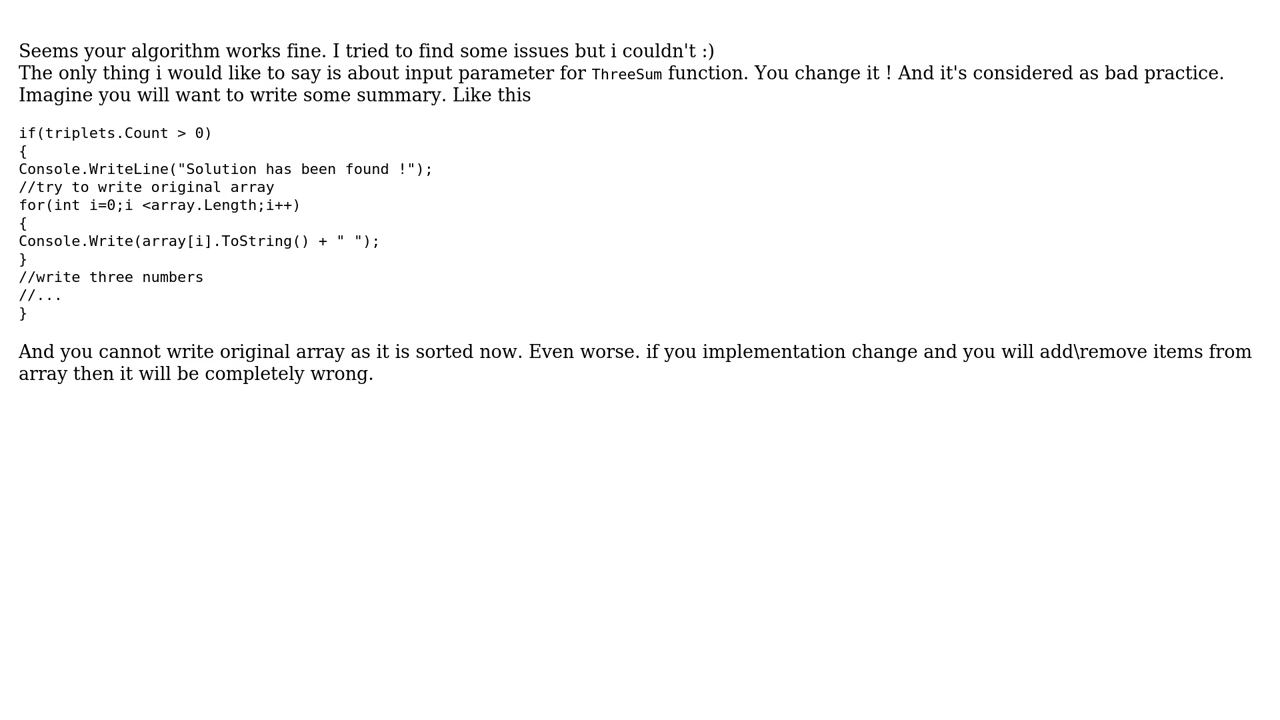 Seems your algorithm works fine. I tried to find some issues but i couldn't :)
The only thing i would like to say is about input parameter for ThreeSum function. You change it ! And it's considered as bad practice.
Imagine you will want to write some summary. Like this
if(triplets.Count > 0)
{
Console.WriteLine("Solution has been found !");
//try to write original array
for(int i=0;i <array.Length;i++)
{
Console.Write(array[i].ToString() + " ");
}
//write three numbers
//...
}
And you cannot write original array as it is sorted now. Even worse. if you implementation change and you will add\remove items from
array then it will be completely wrong.